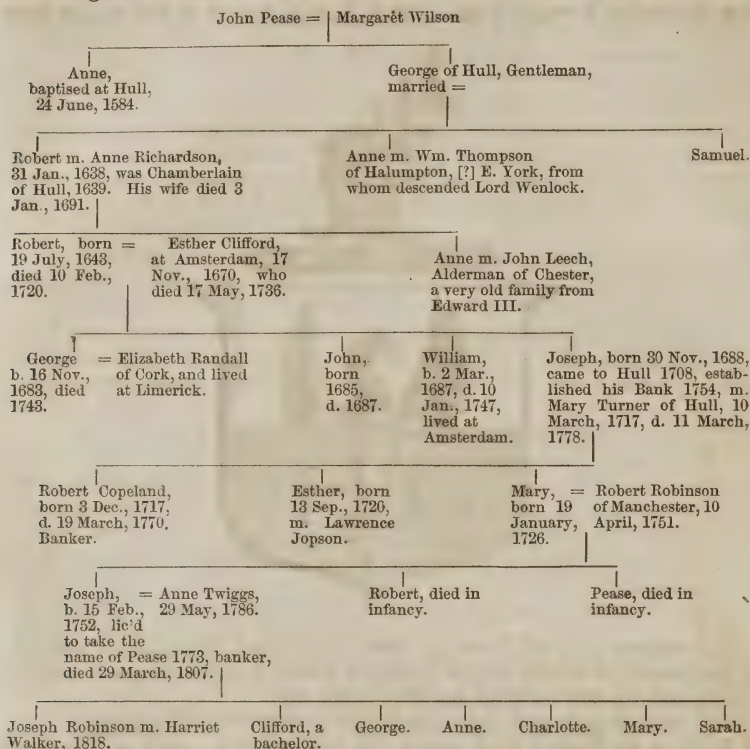 John Pease = Margaret Wilson
Anne,
baptised at Hull,
24 June, 1584.
George of Hull, Gentleman,
married =
Robert m. Anne Richardson,
31 Jan., 1638, was Chamberlain
of Hull, 1639. His wife died 3
Jan., 1691.
Anne m. Wm. Thompson
of Halumpton, [?] E. York, from
whom descended Lord Wenlock.
Samuel.
Robert, born =
19 July, 1643,
died 10 Feb.,
1720.
Esther Clifford,
at Amsterdam, 17
Nov., 1670, who
died 17 May, 1736.
Anne m. John Leech,
Alderman of Chester,
a very old family from
Edward III.
George =
b. 16 Nov.,
1683, died
1743.
Elizabeth Randall
of Cork, and lived
at Limerick.
John,
born
1685,
d. 1687.
William,
b. 2 Mar.,
1687, d. 10
Jan., 1747,
lived at
Amsterdam.
Joseph, born 30 Nov., 1688,
came to Hull 1708, estab-
lished his Bank 1754, m.
Mary Turner of Hull, 10
March, 1717, d. 11 March,
1778.
Robert Copeland,
born 3 Dec., 1717,
d. 19 March, 1770.
Banker.
Esther, born
13 Sep., 1720,
m. Lawrence
Jopson.
Mary, =
born 19
January,
1726.
Robert Robinson
of Manchester, 10
April, 1751.
Joseph, =
b. 15 Feb.,
1752, lic'd
to take the
name of Pease 1773, banker,
died 29 March, 1807.
Anne Twiggs,
29 May, 1786.
Robert, died in
infancy.
Pease, died in
infancy.
Joseph Robinson m. Harriet
Walker, 1818.
Clifford, a
bachelor.
George.
Anne.
Charlotte.
Mary.
Sarah.